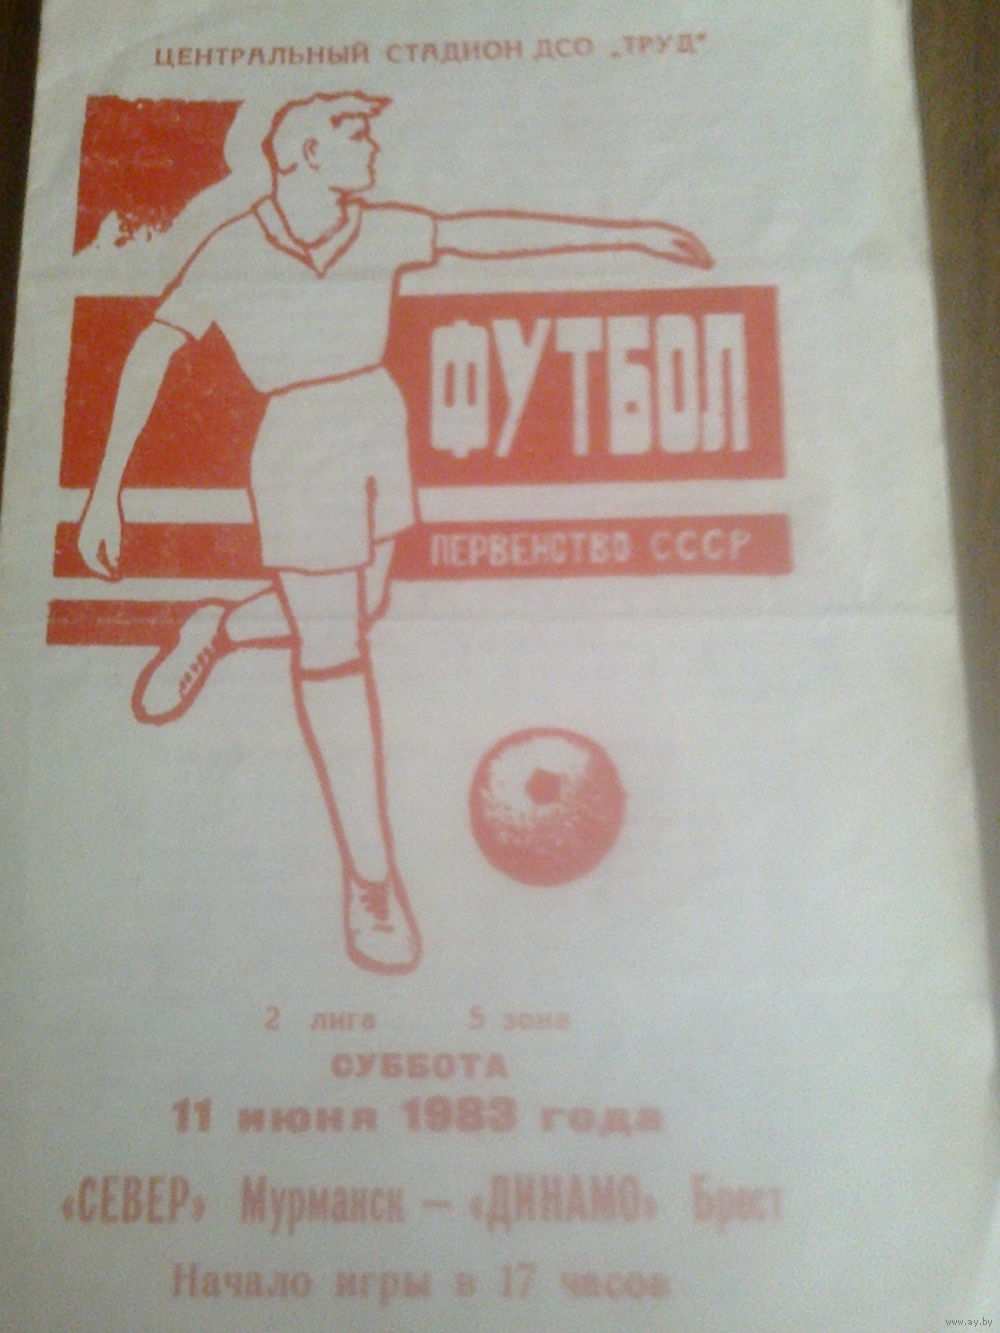 ЦЕНТРАЛЬНЫЙ СТАДИОН ДСО „ТРУД"
ФУТБОЛ
ПЕРВЕНСТВО СССР
2 лига 5 зона
СУББОТА
11 июня 1983 года
«СЕВЕР» Мурманск — «ДИНАМО» Брест
Начало игры в 17 часов
www.ay.by